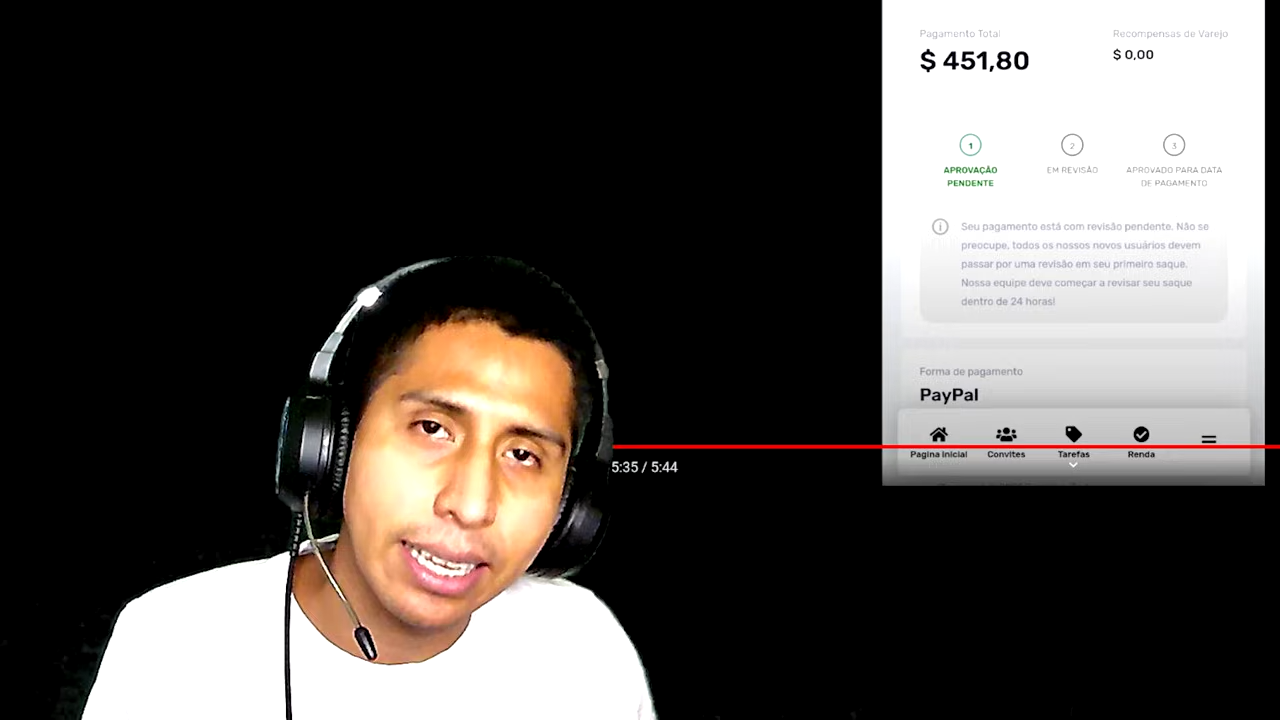 Pagamento Total
Recompensas de Varejo
$ 451,80
$ 0,00
1
2
3
APROVAÇÃO
PENDENTE
EM REVISÃO
APROVADO PARA DATA
DE PAGAMENTO
Seu pagamento está com revisão pendente. Não se
preocupe, todos os nossos novos usuários devem
passar por uma revisão em seu primeiro saque.
Nossa equipe deve começar a revisar seu saque
dentro de 24 horas!
Forma de pagamento
PayPal
Pagina inicial
Convites
Tarefas
Renda
5:35 / 5:44